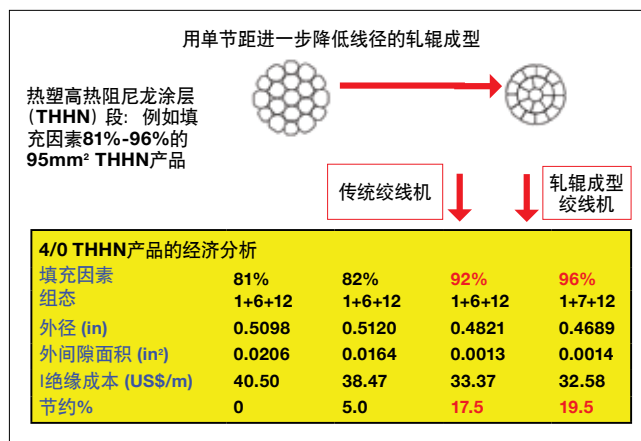 用单节距进一步降低线径的轧辊成型
热塑高热阻尼龙涂层
(THHN) 段: 例如填
充因素81%-96%的
95mm² THHN产品
传统绞线机
轧辊成型
绞线机
4/0 THHN产品的经济分析
填充因素 81% 82% 92% 96%
组态 1+6+12 1+6+12 1+6+12 1+7+12
外径 (in) 0.5098 0.5120 0.4821 0.4689
外间隙面积 (in²) 0.0206 0.0164 0.0013 0.0014
I绝缘成本 (US$/m) 40.50 38.47 33.37 32.58
节约% 0 5.0 17.5 19.5